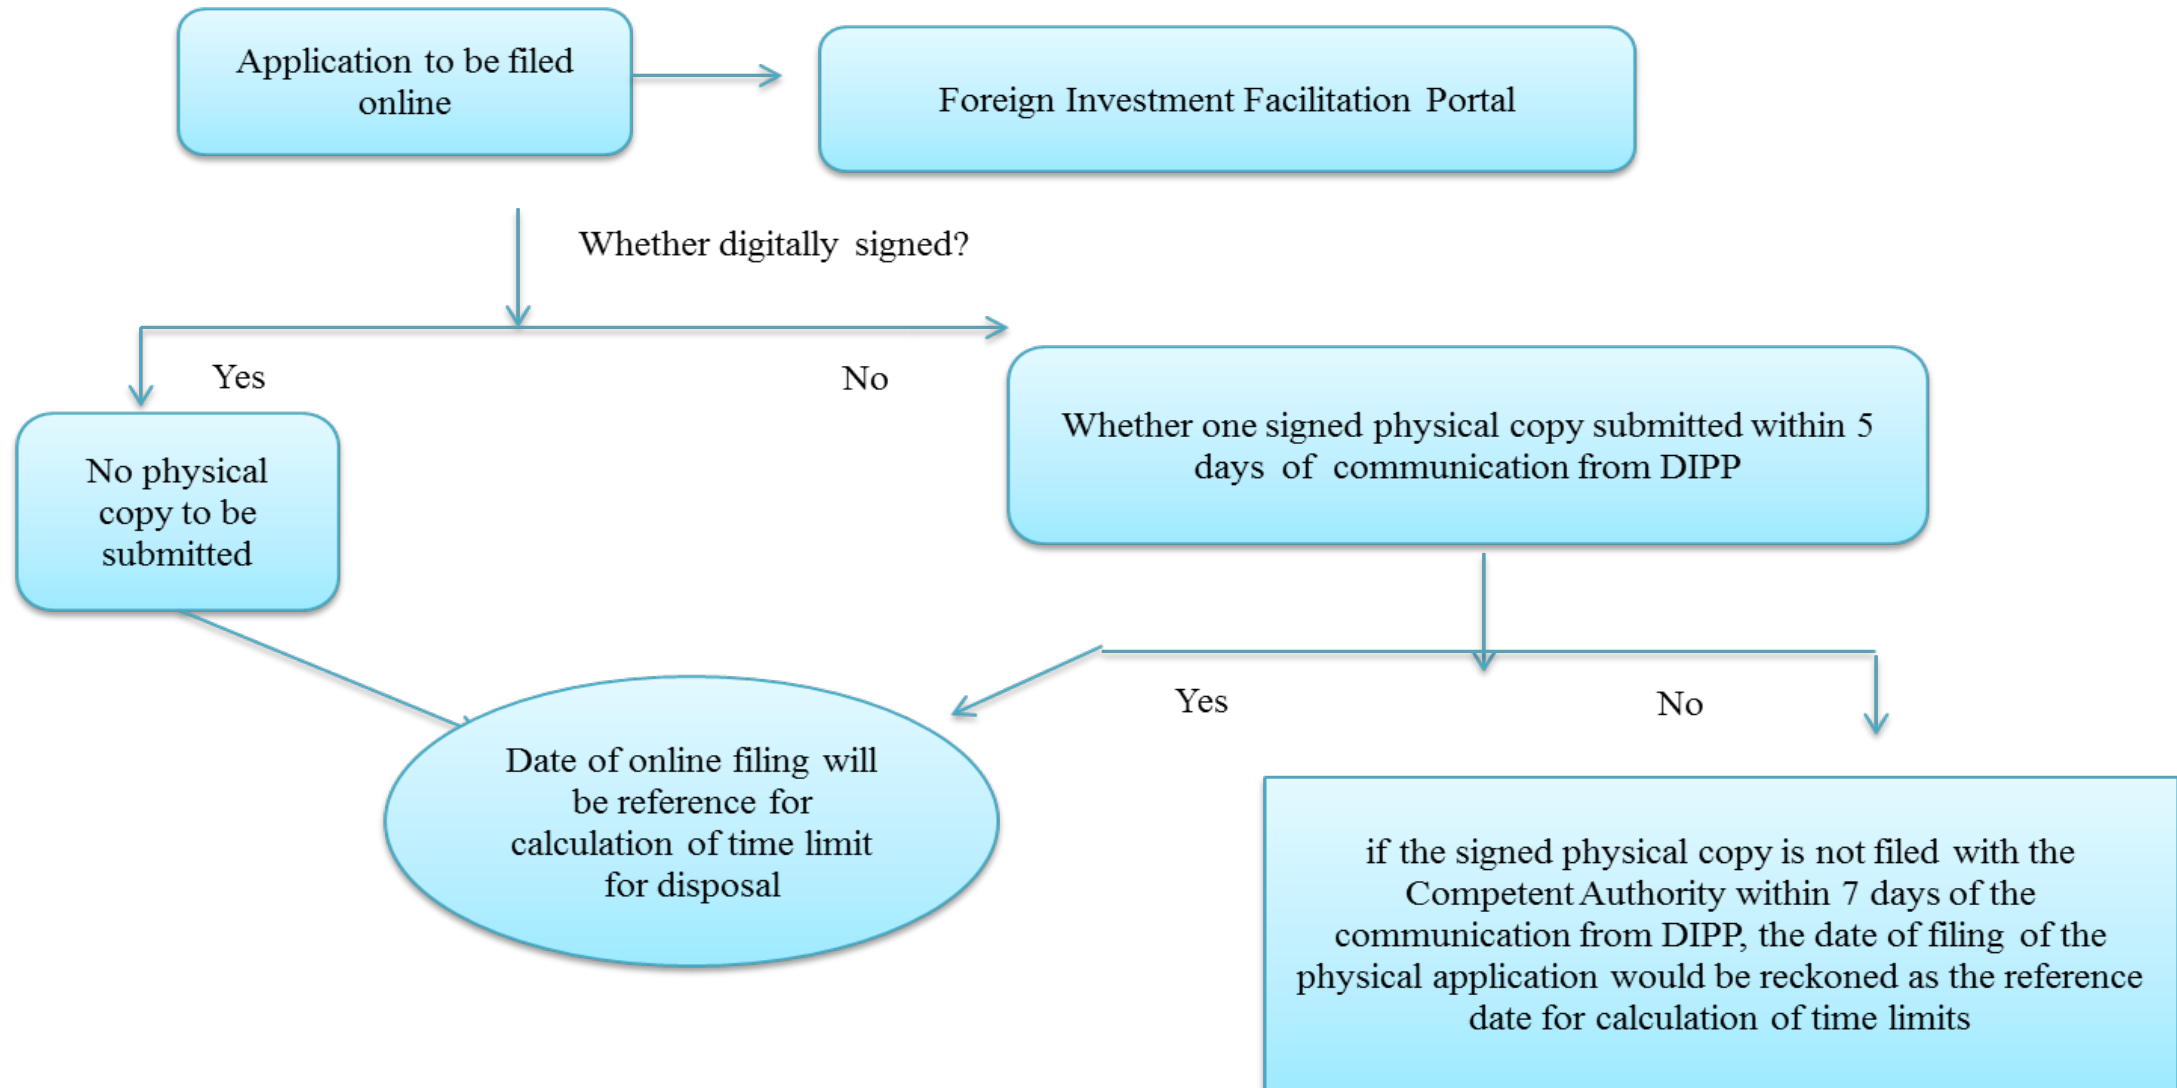 Application to be filed
online
Foreign Investment Facilitation Portal
Whether digitally signed?
Yes
No
No physical
copy to be
submitted
Whether one signed physical copy submitted within 5
days of communication from DIPP
Yes
No
Date of online filing will
be reference for
calculation of time limit
for disposal
if the signed physical copy is not filed with the
Competent Authority within 7 days of the
communication from DIPP, the date of filing of the
physical application would be reckoned as the reference
date for calculation of time limits